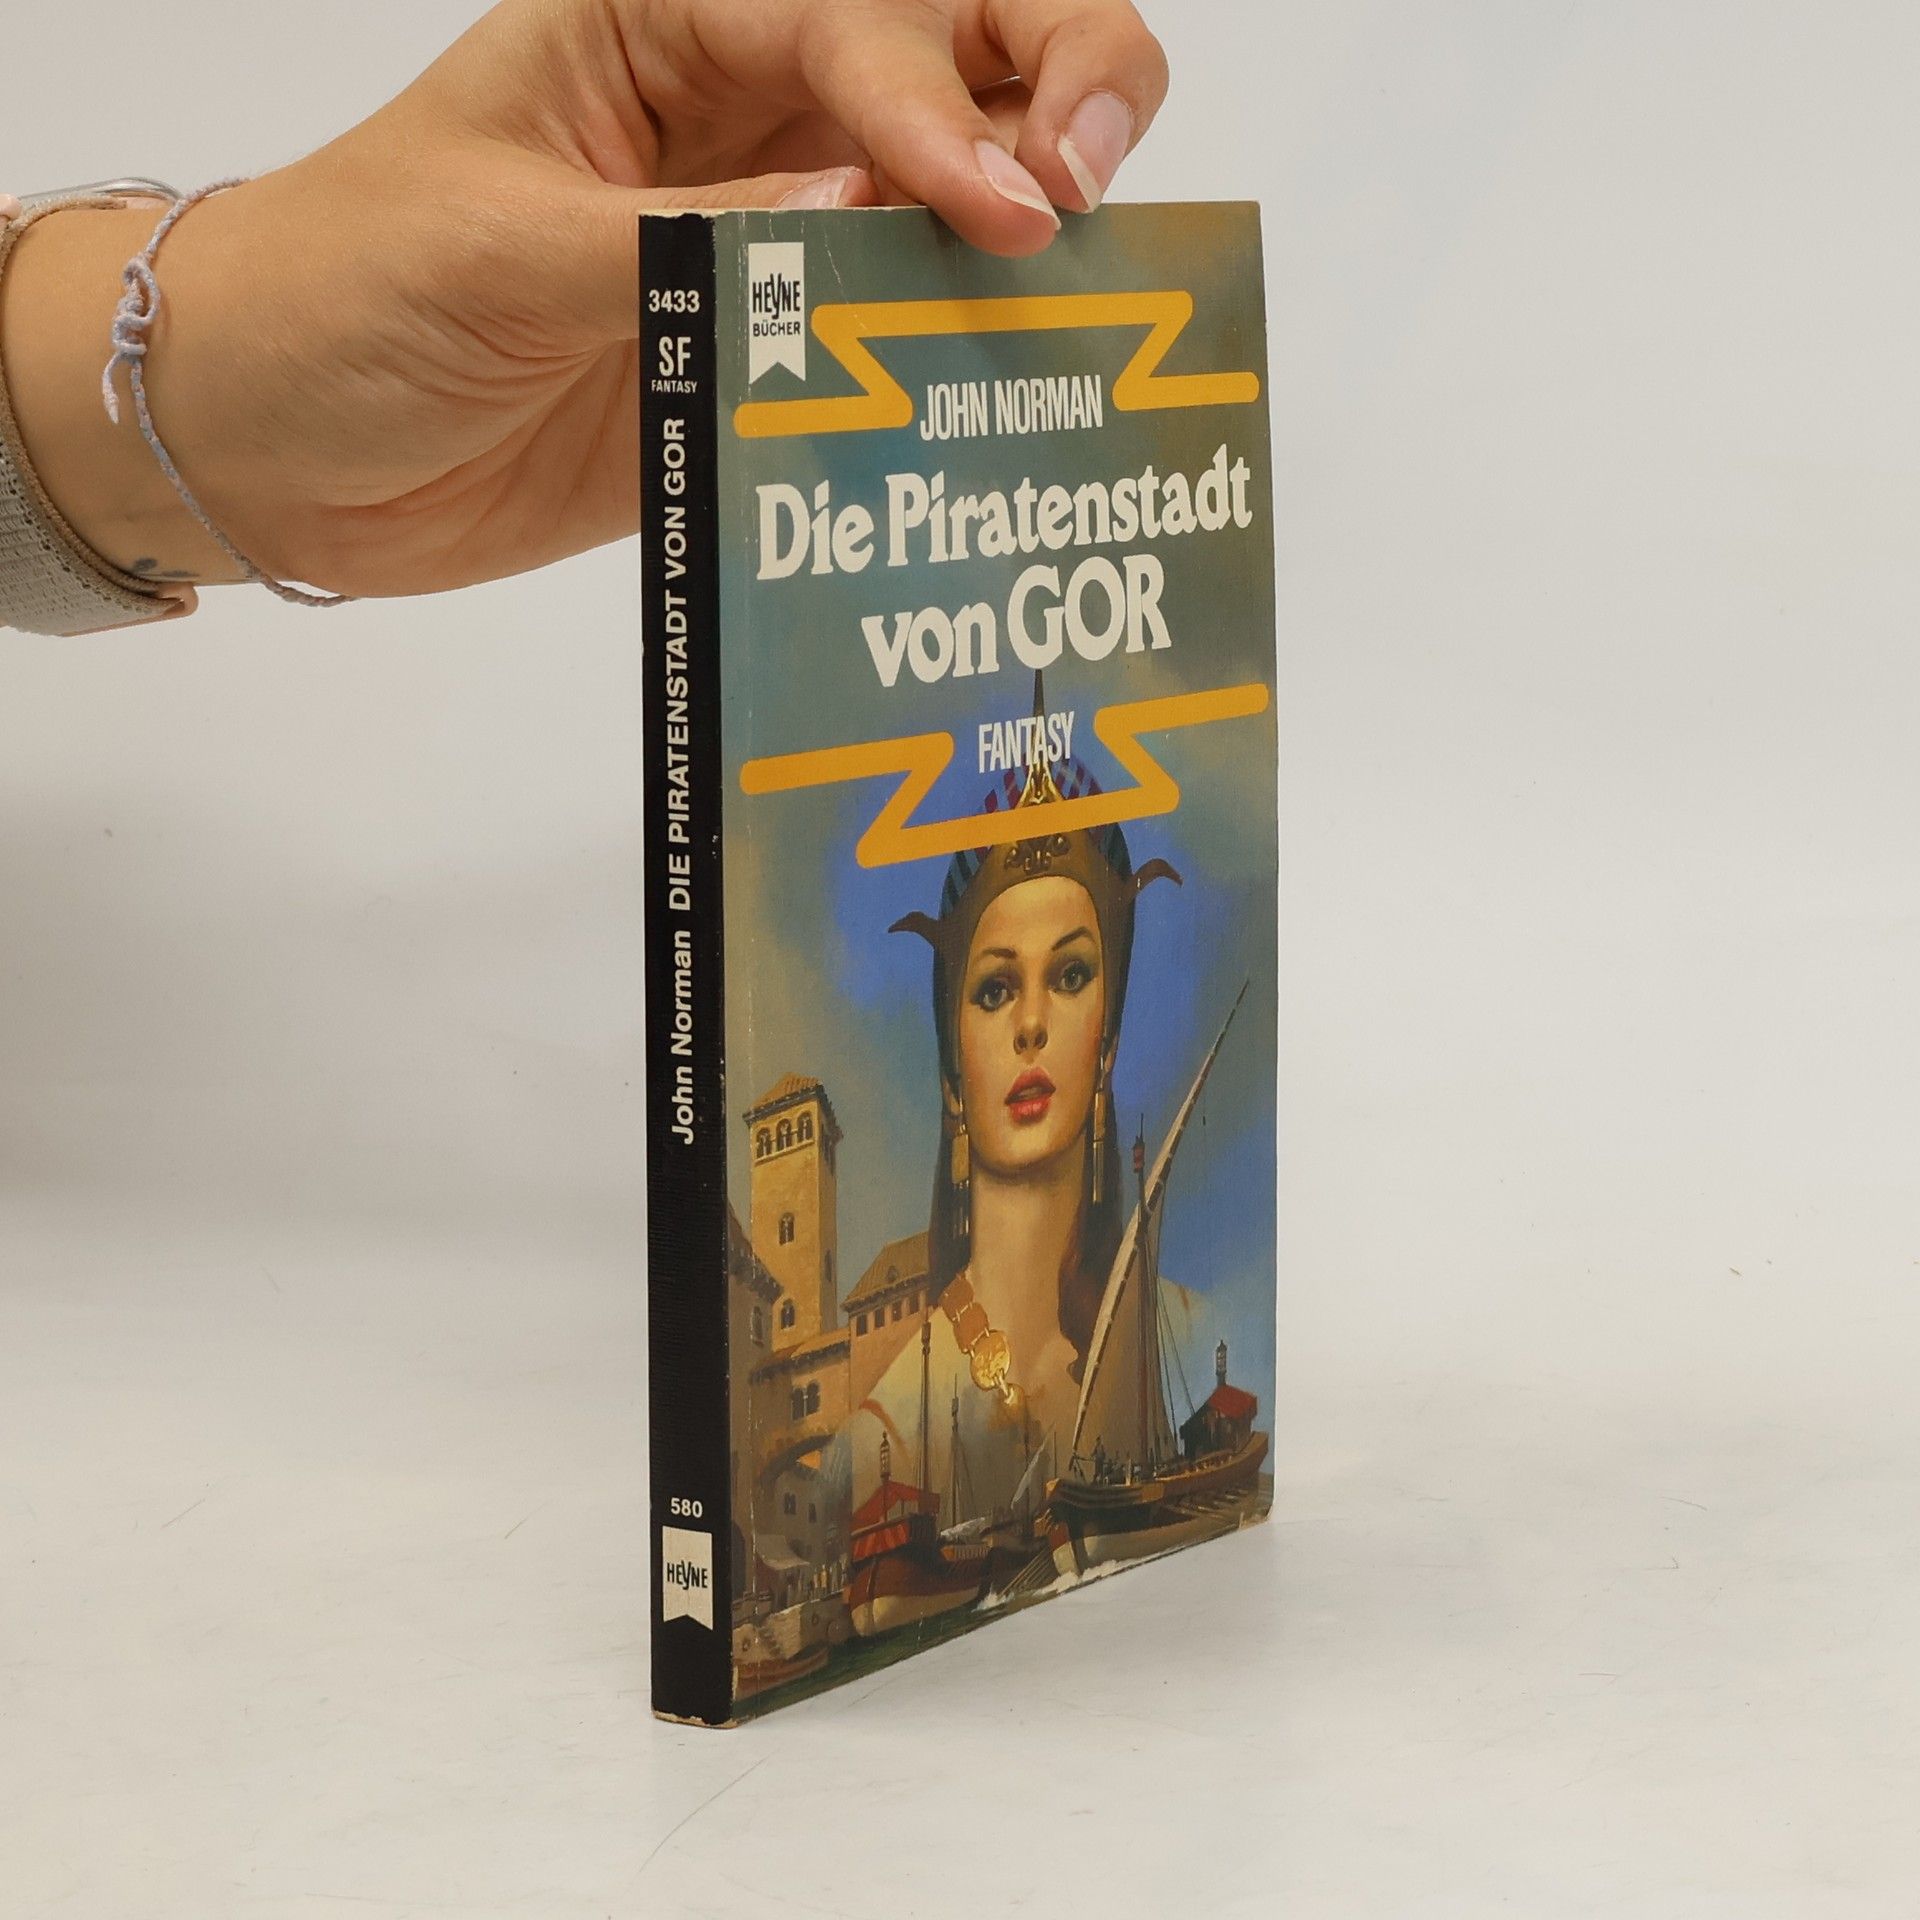 3433
SF
FANTASY
John Norman DIE PIRATENSTADT VON GOR
580
HEYNE
HEYNE
BÜCHER
JOHN NORMAN
Die Piratenstadt
von GOR
FANTASY